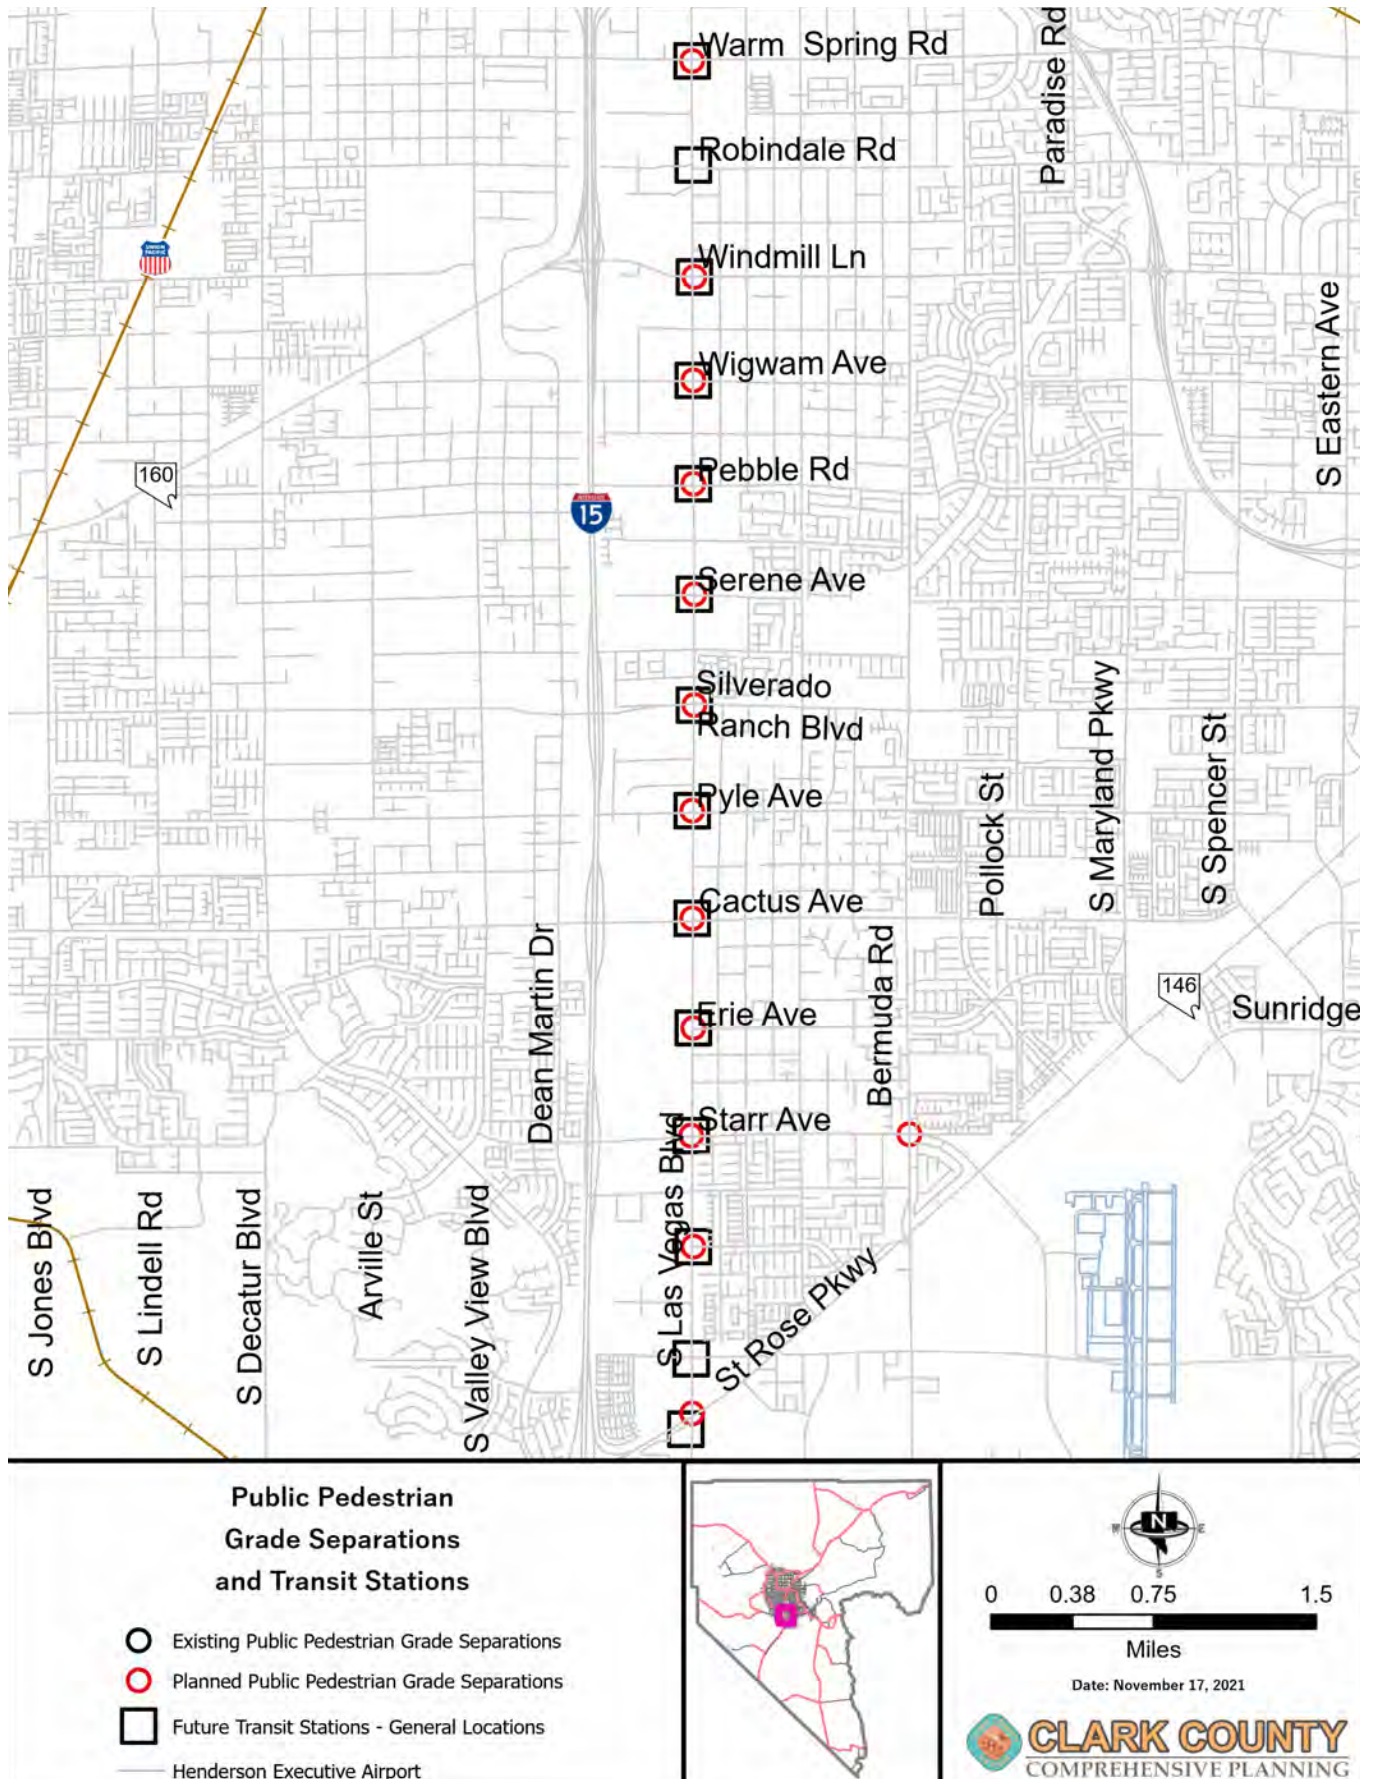 Warm Spring Rd
Paradise Rd
Robindale Rd
UNION
PACIFIC
Windmill Ln
S Eastern Ave
Wigwam Ave
160
Pebble Rd
INTERSTATE
15
Serene Ave
Silverado
Ranch Blvd
S Maryland Pkwy
S Spencer St
Pollock St
Pyle Ave
Cactus Ave
Dean Martin Dr
Bermuda Rd
146
Sunridge
Erie Ave
Starr Ave
S Las Vegas Blvd
S Jones Blvd
S Lindell Rd
S Decatur Blvd
Arville St
S Valley View Blvd
St Rose Pkwy
Public Pedestrian
Grade Separations
and Transit Stations
Existing Public Pedestrian Grade Separations
Planned Public Pedestrian Grade Separations
Future Transit Stations - General Locations
Henderson Executive Airport
N
W E
S
0 0.38 0.75 1.5
Miles
Date: November 17, 2021
CLARK COUNTY
COMPREHENSIVE PLANNING